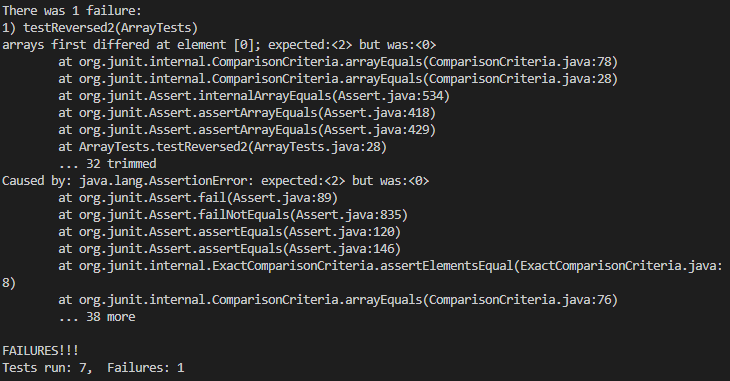 There was 1 failure:
1) testReversed2(ArrayTests)
arrays first differed at element [0]; expected:<2> but was:<0>
        at org.junit.internal.ComparisonCriteria.arrayEquals(ComparisonCriteria.java:78)
        at org.junit.internal.ComparisonCriteria.arrayEquals(ComparisonCriteria.java:28)
        at org.junit.Assert.internalArrayEquals(Assert.java:534)
        at org.junit.Assert.assertArrayEquals(Assert.java:418)
        at org.junit.Assert.assertArrayEquals(Assert.java:429)
        at ArrayTests.testReversed2(ArrayTests.java:28)
        ... 32 trimmed
Caused by: java.lang.AssertionError: expected:<2> but was:<0>
        at org.junit.Assert.fail(Assert.java:89)
        at org.junit.Assert.failNotEquals(Assert.java:835)
        at org.junit.Assert.assertEquals(Assert.java:120)
        at org.junit.Assert.assertEquals(Assert.java:146)
        at org.junit.internal.ExactComparisonCriteria.assertElementsEqual(ExactComparisonCriteria.java:
8)
        at org.junit.internal.ComparisonCriteria.arrayEquals(ComparisonCriteria.java:76)
        ... 38 more

FAILURES!!!
Tests run: 7,  Failures: 1